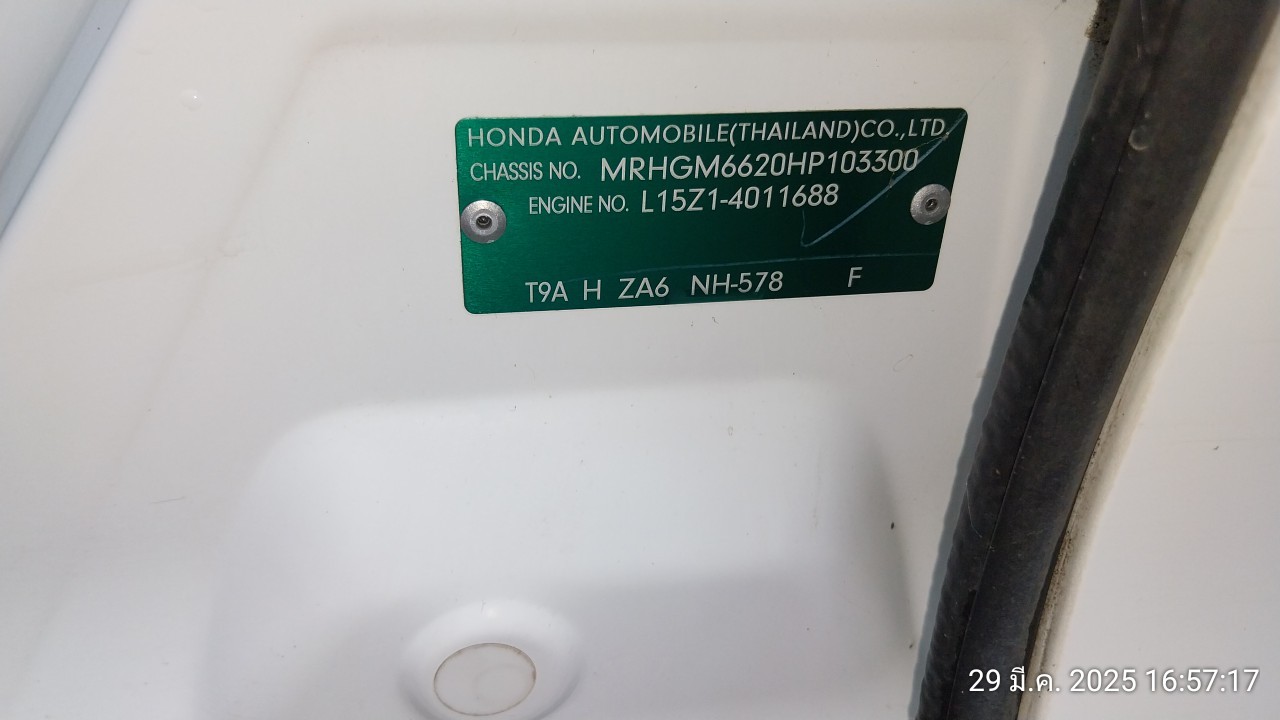 HONDA AUTOMOBILE(THAILAND)CO.,LTD.
CHASSIS NO. MRHGM6620HP103300
ENGINE NO. L15Z1-4011688
T9A H ZA6 NH-578 F
29 มี.ค. 2025 16:57:17